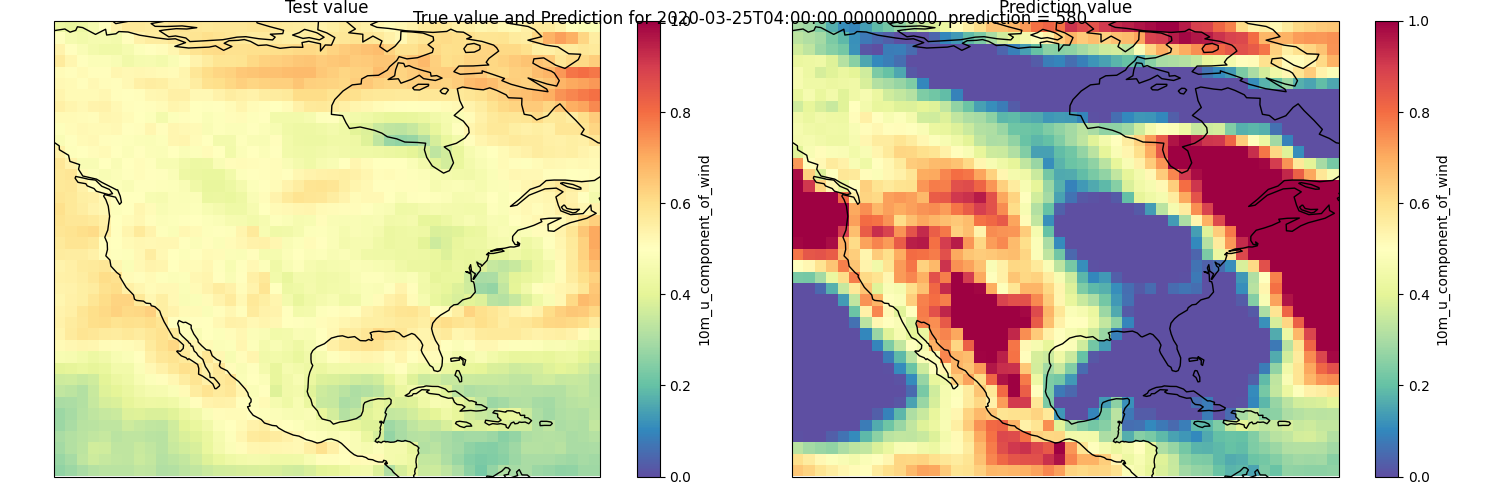 Test value
Prediction value
True value and Prediction for 2020-03-25T04:00:00.000000000, prediction = 580
1.0
0.8
0.6
0.4
0.2
0.0
10m_u_component_of_wind
1.0
0.8
0.6
0.4
0.2
0.0
10m_u_component_of_wind